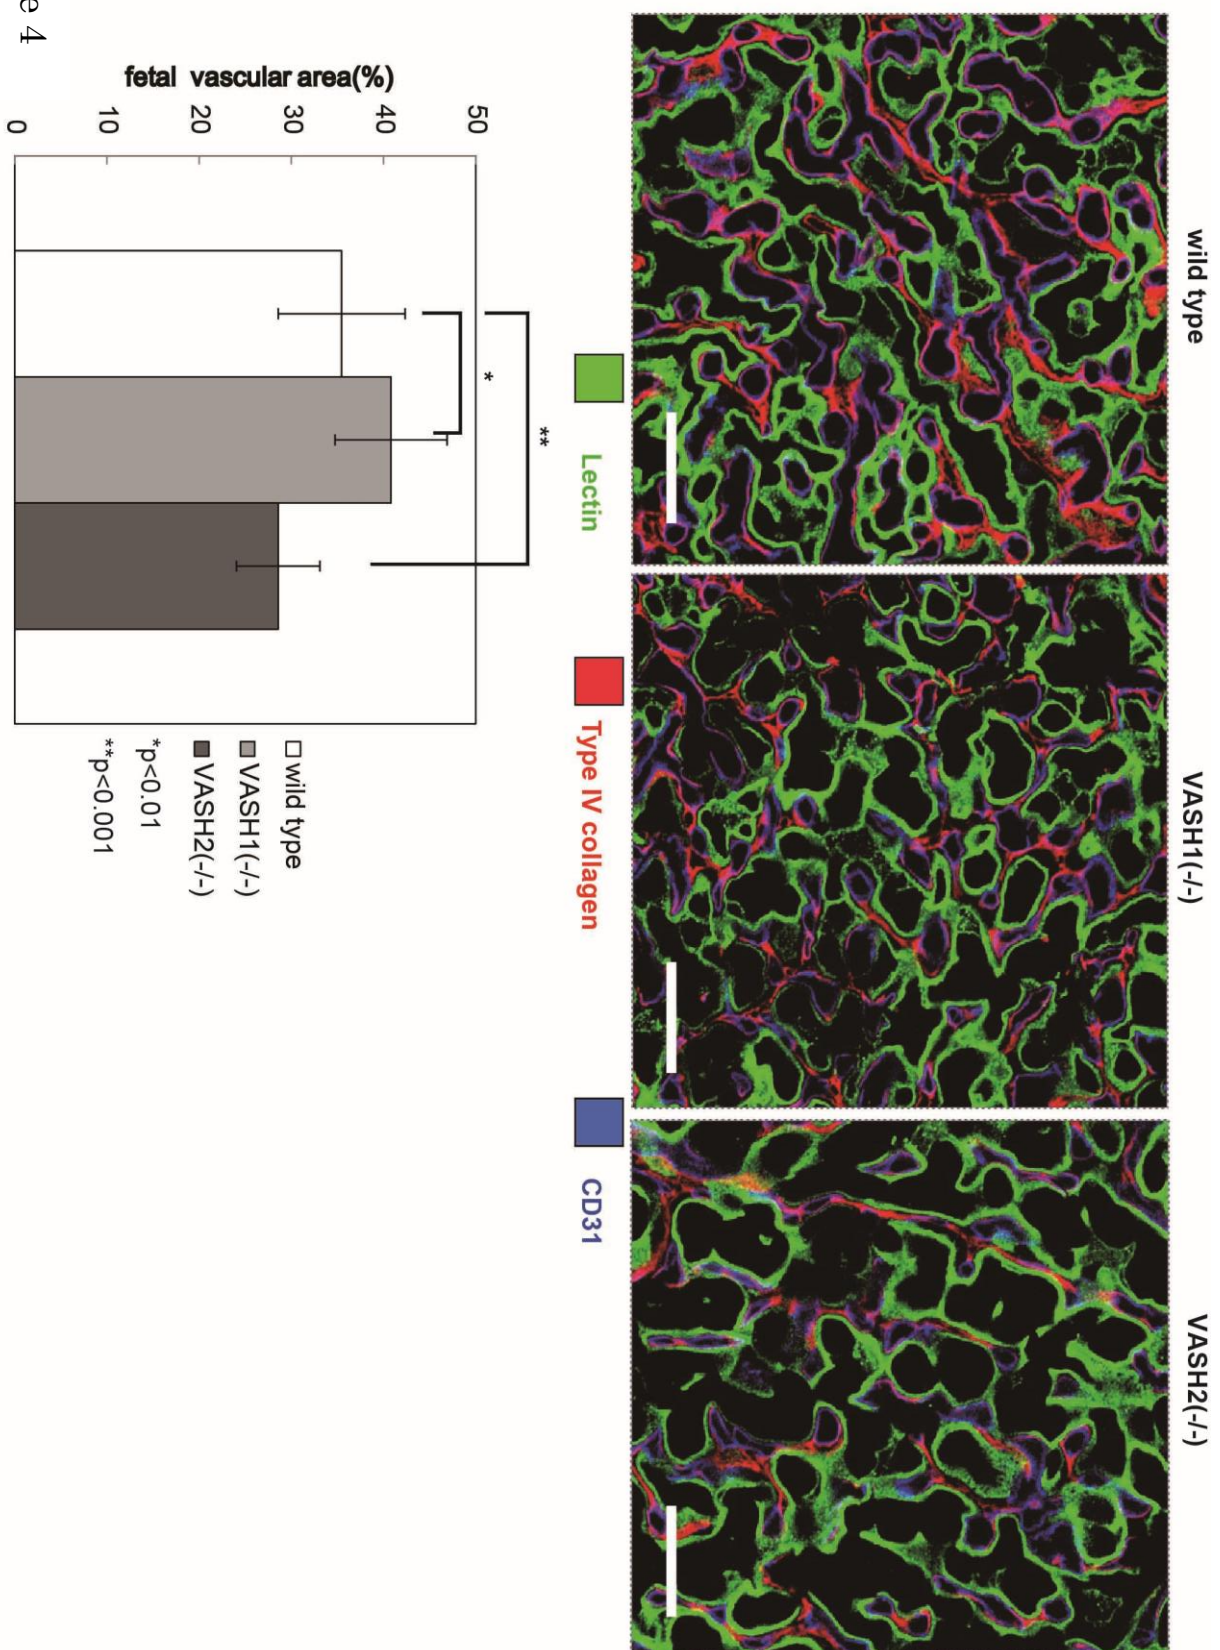 wild type
VASH1(-/-)
VASH2(-/-)
Lectin
Type IV collagen
CD31
fetal vascular area(%)
50
40
30
20
10
0
*
**
wild type
VASH1(-/-)
VASH2(-/-)
*p<0.01
**p<0.001
e 4